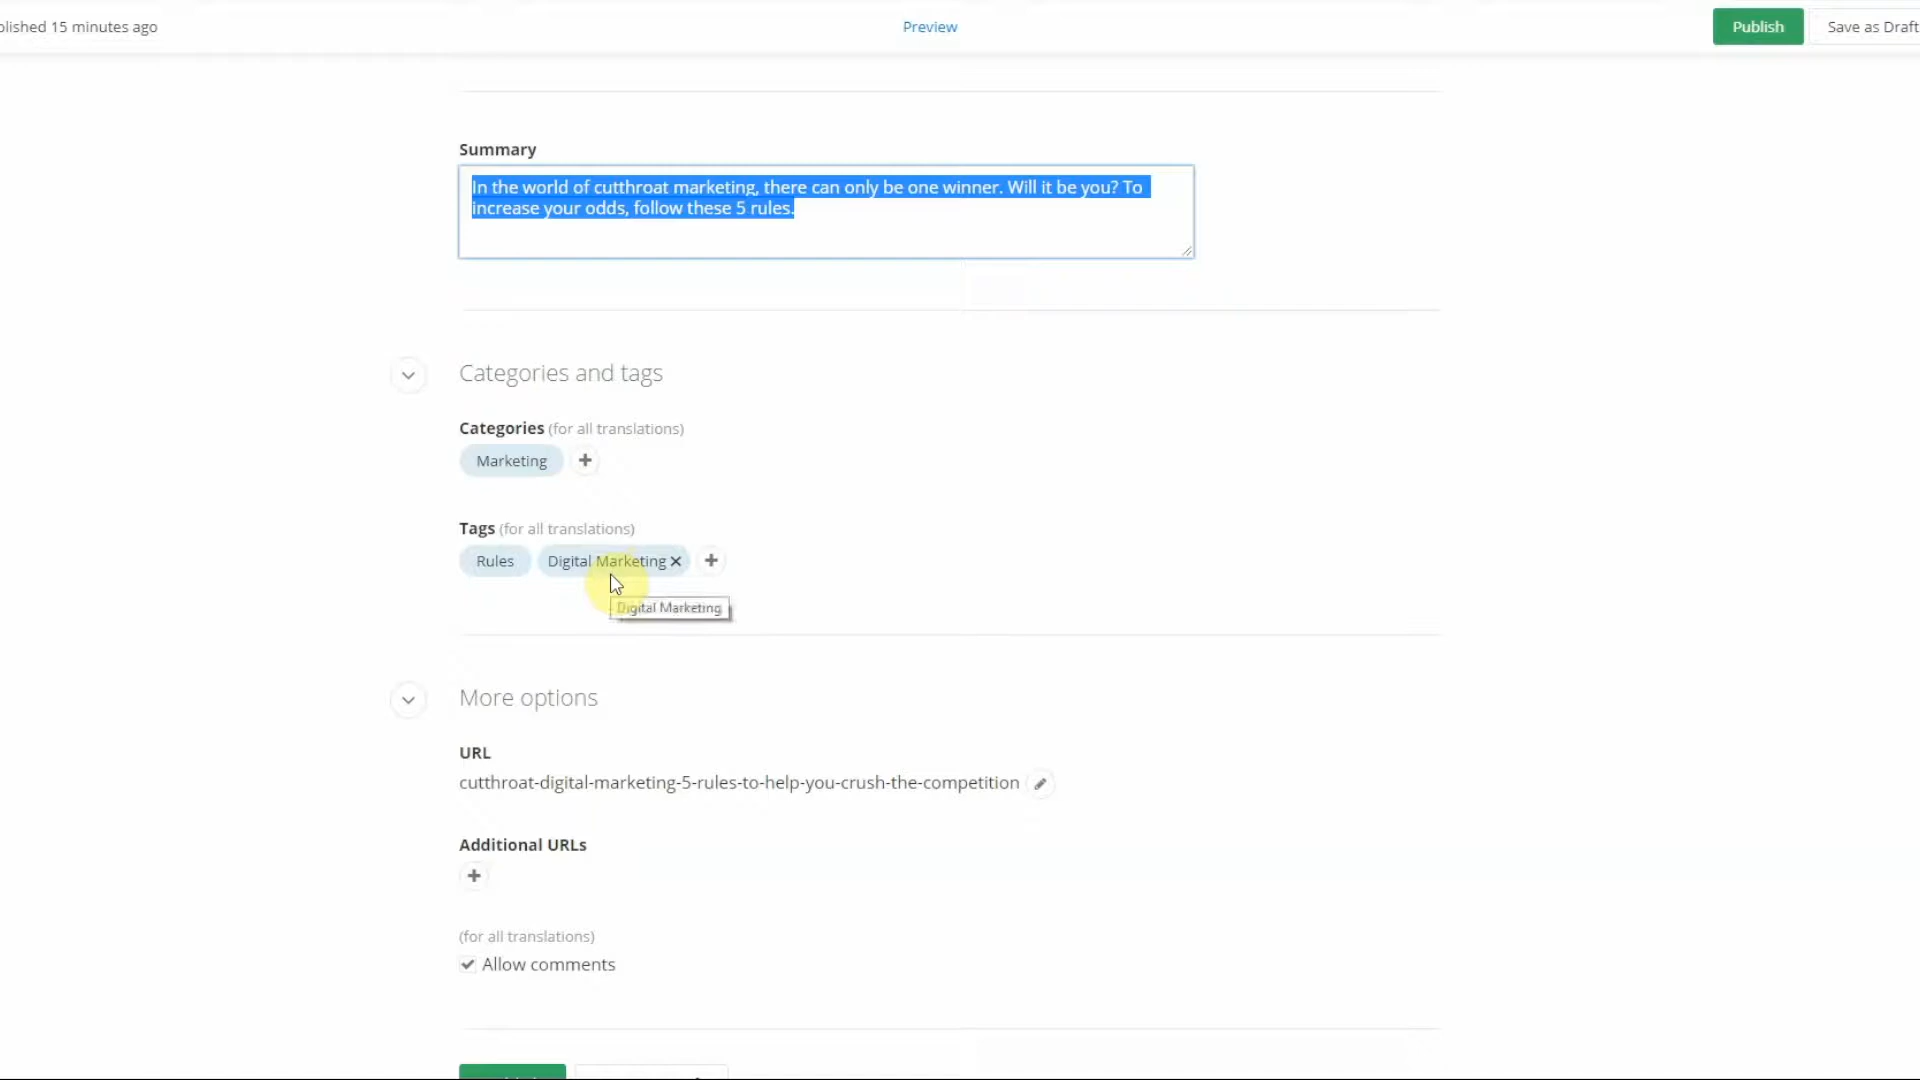 blished 15 minutes ago
Preview
Publish
Save as Draft
Summary
In the world of cutthroat marketing, there can only be one winner. Will it be you? To
increase your odds, follow these 5 rules.
Categories and tags
Categories (for all translations)
Marketing
Tags (for all translations)
Rules
Digital Marketing
Digital Marketing
More options
URL
cutthroat-digital-marketing-5-rules-to-help-you-crush-the-competition
Additional URLs
(for all translations)
Allow comments